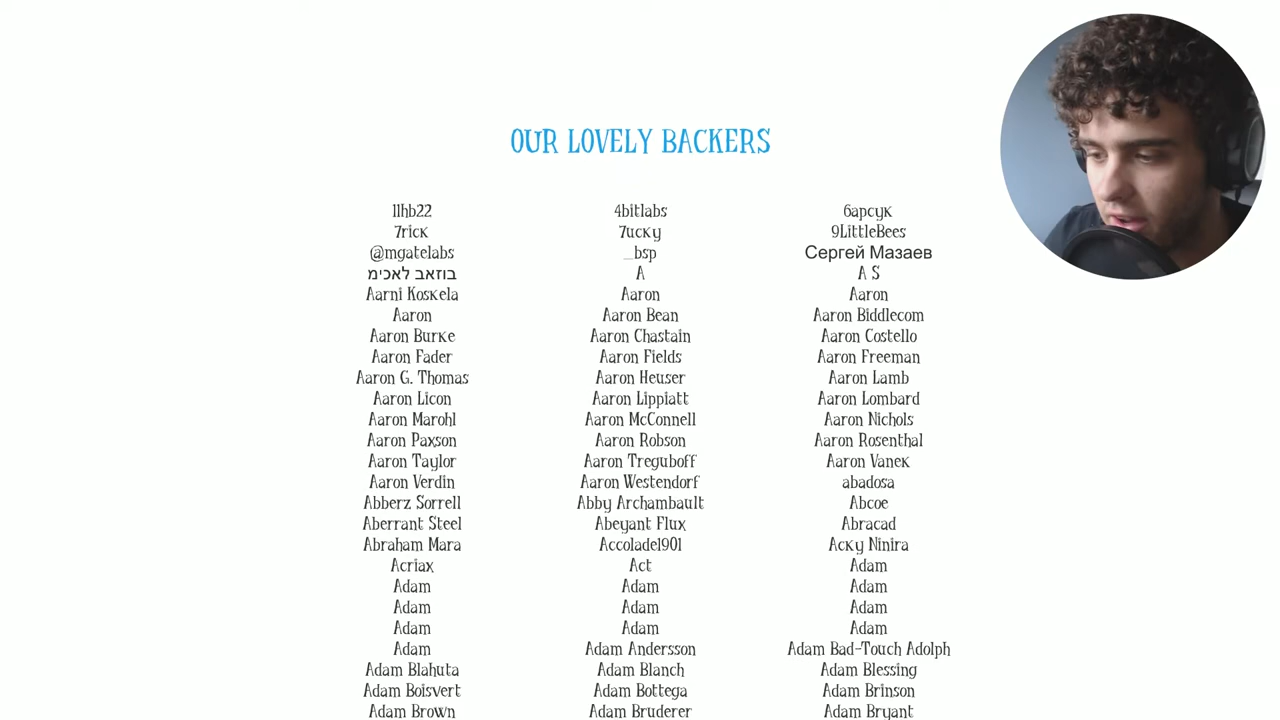 OUR LOVELY BACKERS
11hb22 4bitlabs 6apcyk
7rick 7ucky 9LittleBees
@mgatelabs _bsp Сергей Мазаев
בוזאב לאכימ A A S
Aarni Koskela Aaron Aaron
Aaron Aaron Bean Aaron Biddlecom
Aaron Burke Aaron Chastain Aaron Costello
Aaron Fader Aaron Fields Aaron Freeman
Aaron G. Thomas Aaron Heuser Aaron Lamb
Aaron Licon Aaron Lippiatt Aaron Lombard
Aaron Marohl Aaron McConnell Aaron Nichols
Aaron Paxson Aaron Robson Aaron Rosenthal
Aaron Taylor Aaron Treguboff Aaron Vanek
Aaron Verdin Aaron Westendorf abadosa
Abberz Sorrell Abby Archambault Abcoe
Aberrant Steel Abeyant Flux Abracad
Abraham Mara Accolade1901 Acky Ninira
Acriax Act Adam
Adam Adam Adam
Adam Adam Adam
Adam Adam Adam
Adam Adam Andersson Adam Bad-Touch Adolph
Adam Blahuta Adam Blanch Adam Blessing
Adam Boisvert Adam Bottega Adam Brinson
Adam Brown Adam Bruderer Adam Bryant